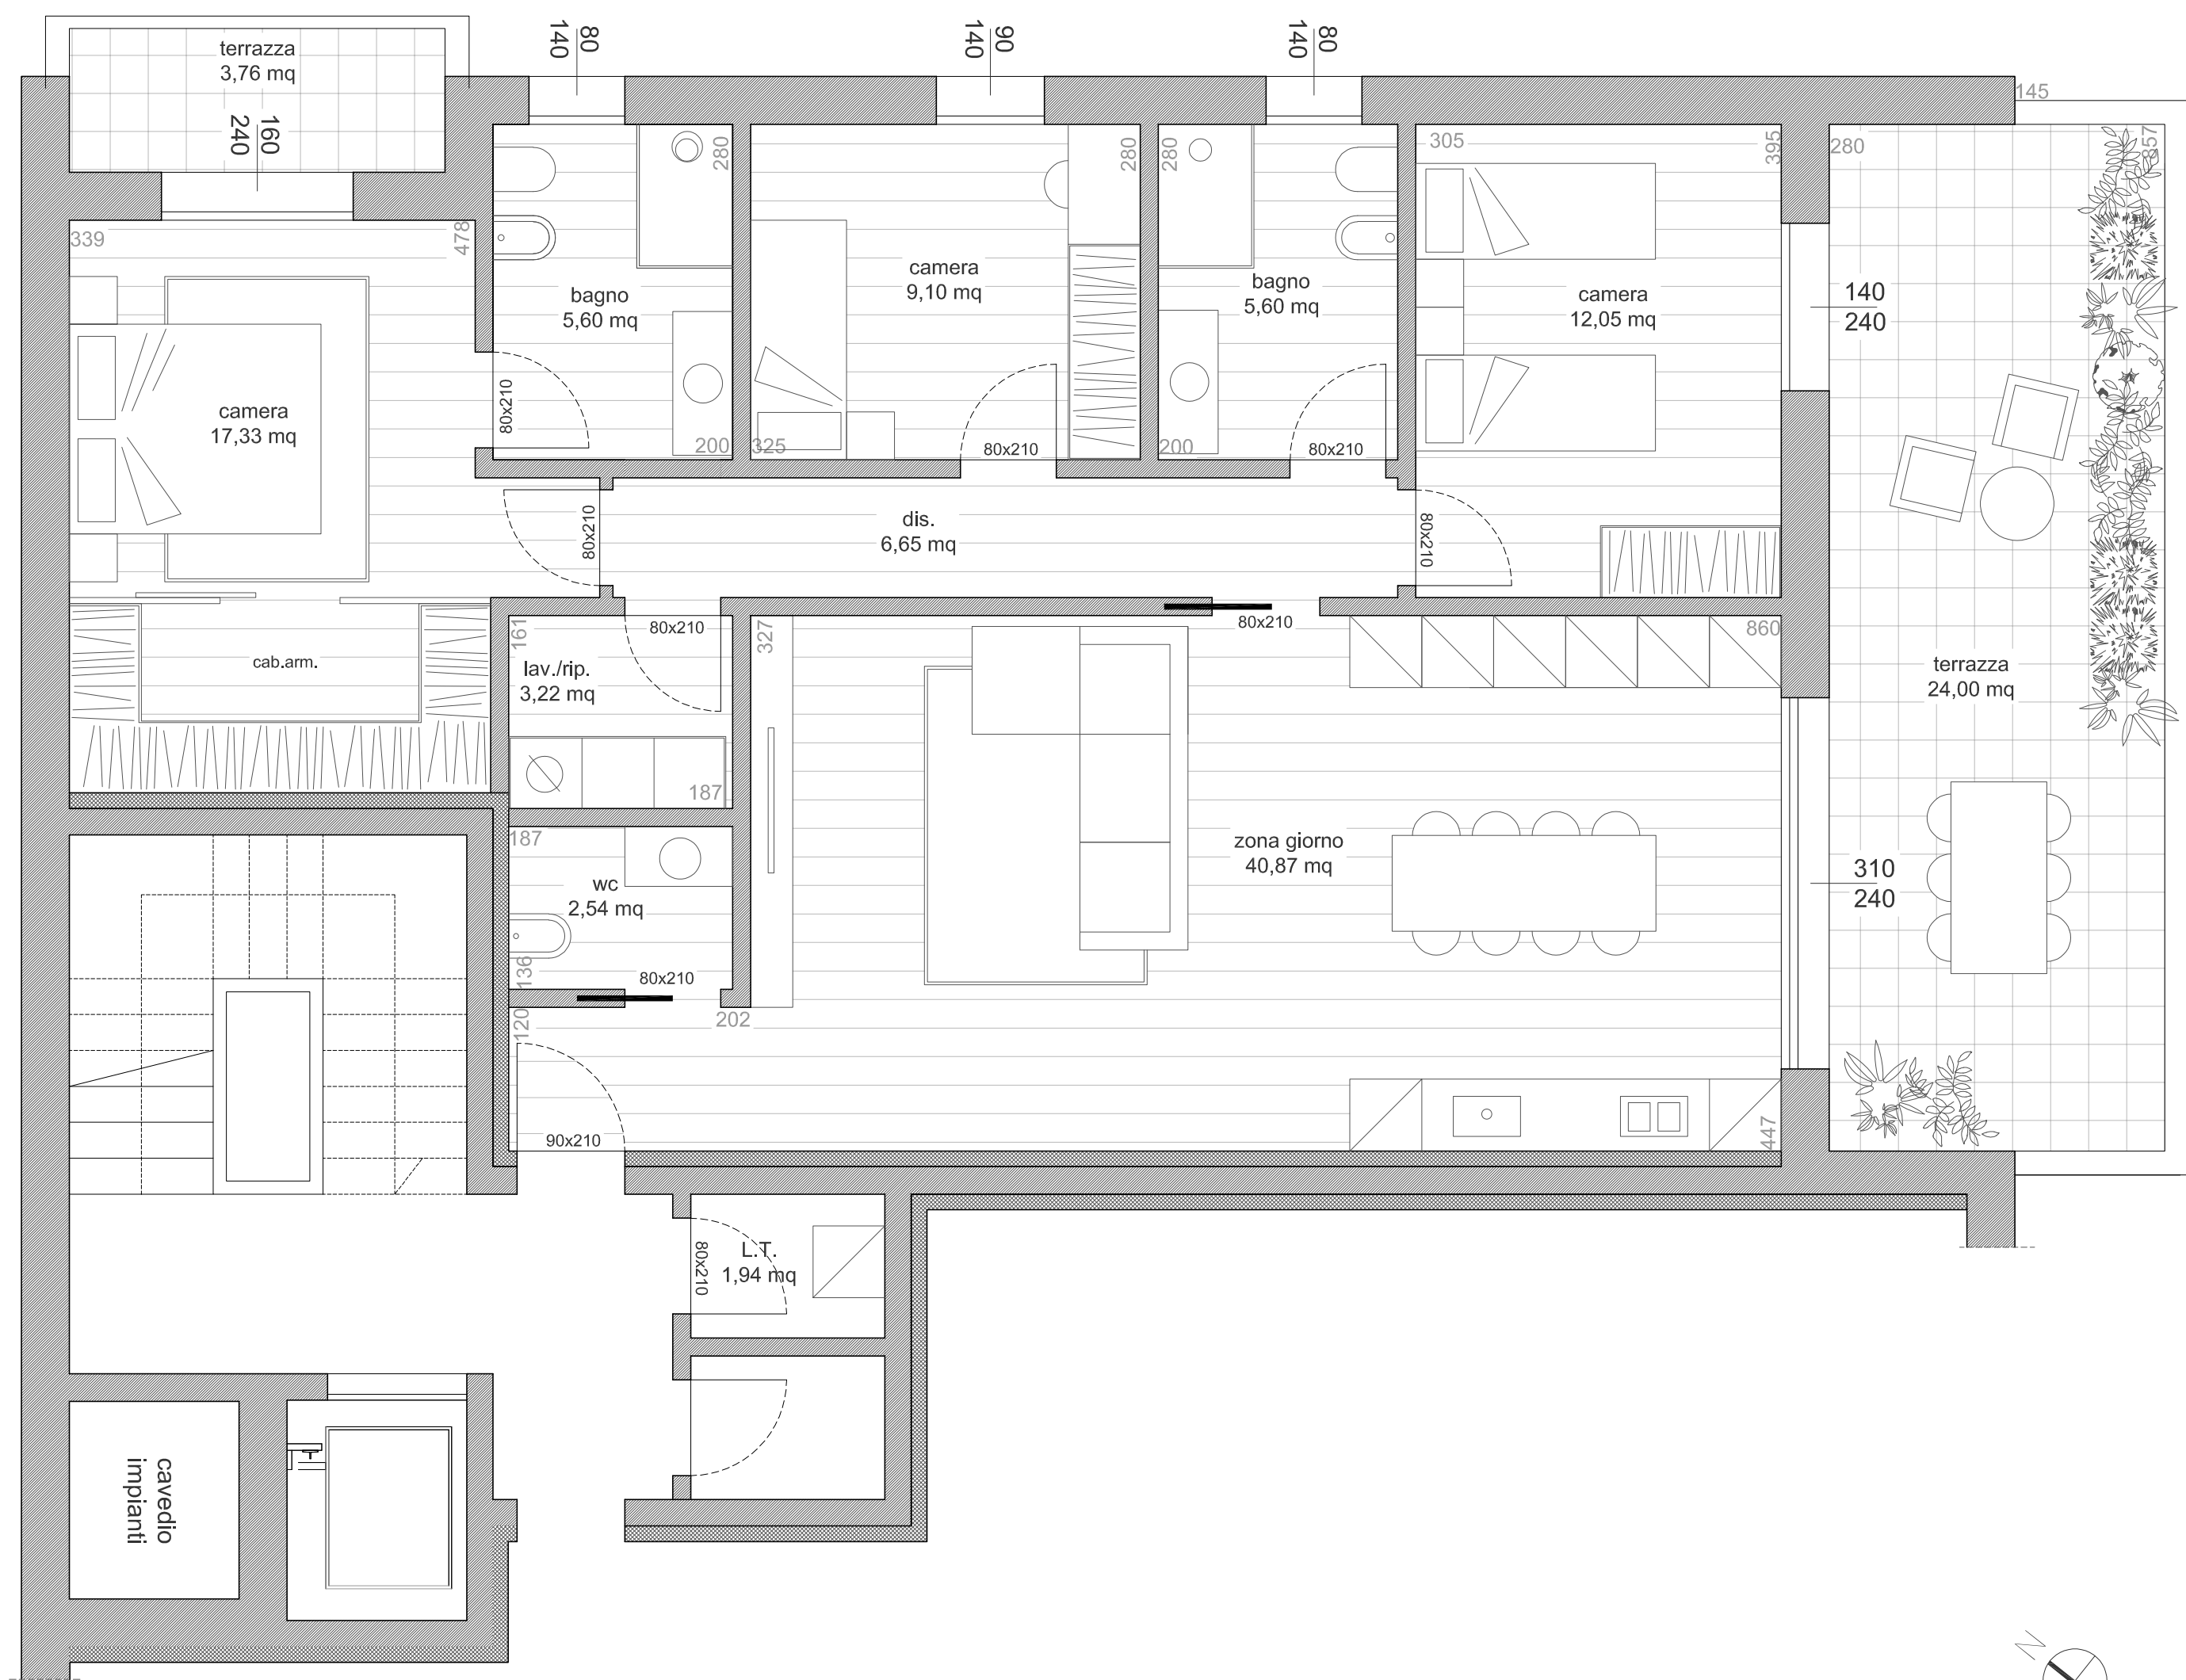 terrazza
3,76 mq
160
240
80
140
90
140
80
140
145
339
478
280
280
280
305
395
280
857
camera
17,33 mq
bagno
5,60 mq
camera
9,10 mq
bagno
5,60 mq
camera
12,05 mq
140
240
80x210
200
325
80x210
200
80x210
80x210
dis.
6,65 mq
80x210
cab.arm.
161
lav./rip.
3,22 mq
80x210
327
80x210
860
terrazza
24,00 mq
187
187
wc
2,54 mq
136
80x210
zona giorno
40,87 mq
310
240
120
202
90x210
447
80x210
L.T.
1,94 mq
cavedio
impianti
N